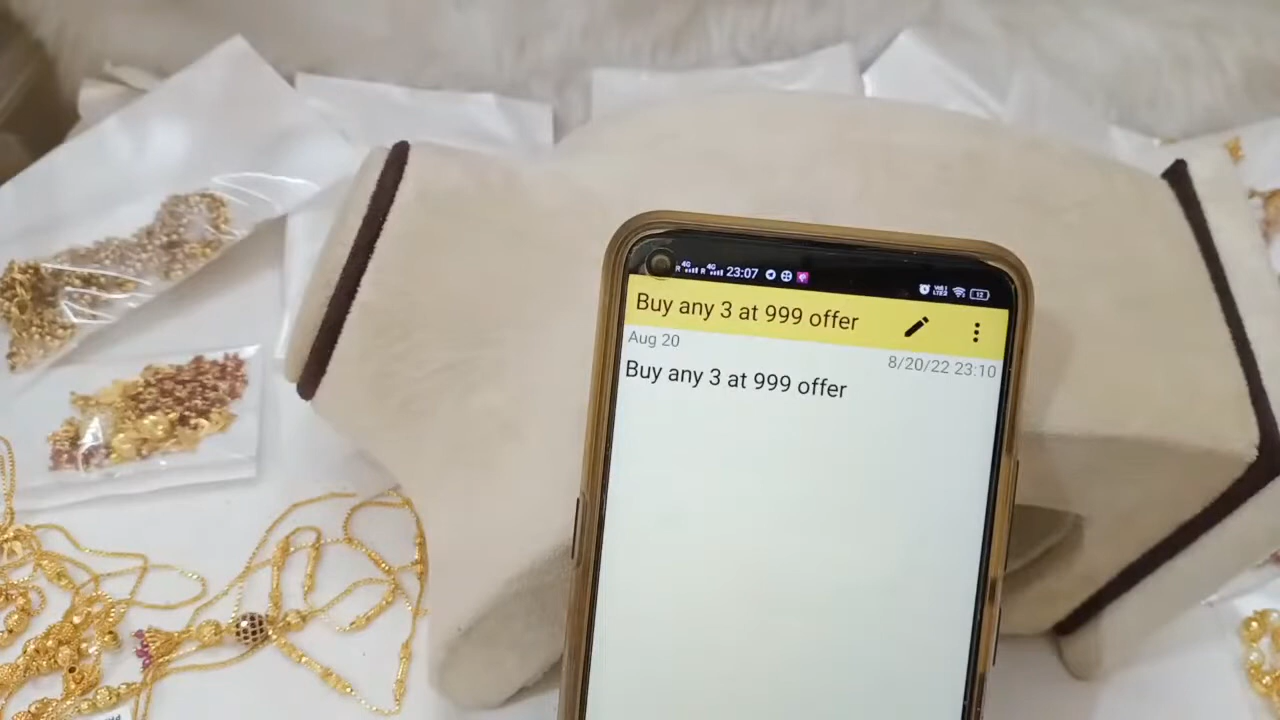 23:07
12
Buy any 3 at 999 offer
Aug 20
8/20/22 23:10
Buy any 3 at 999 offer